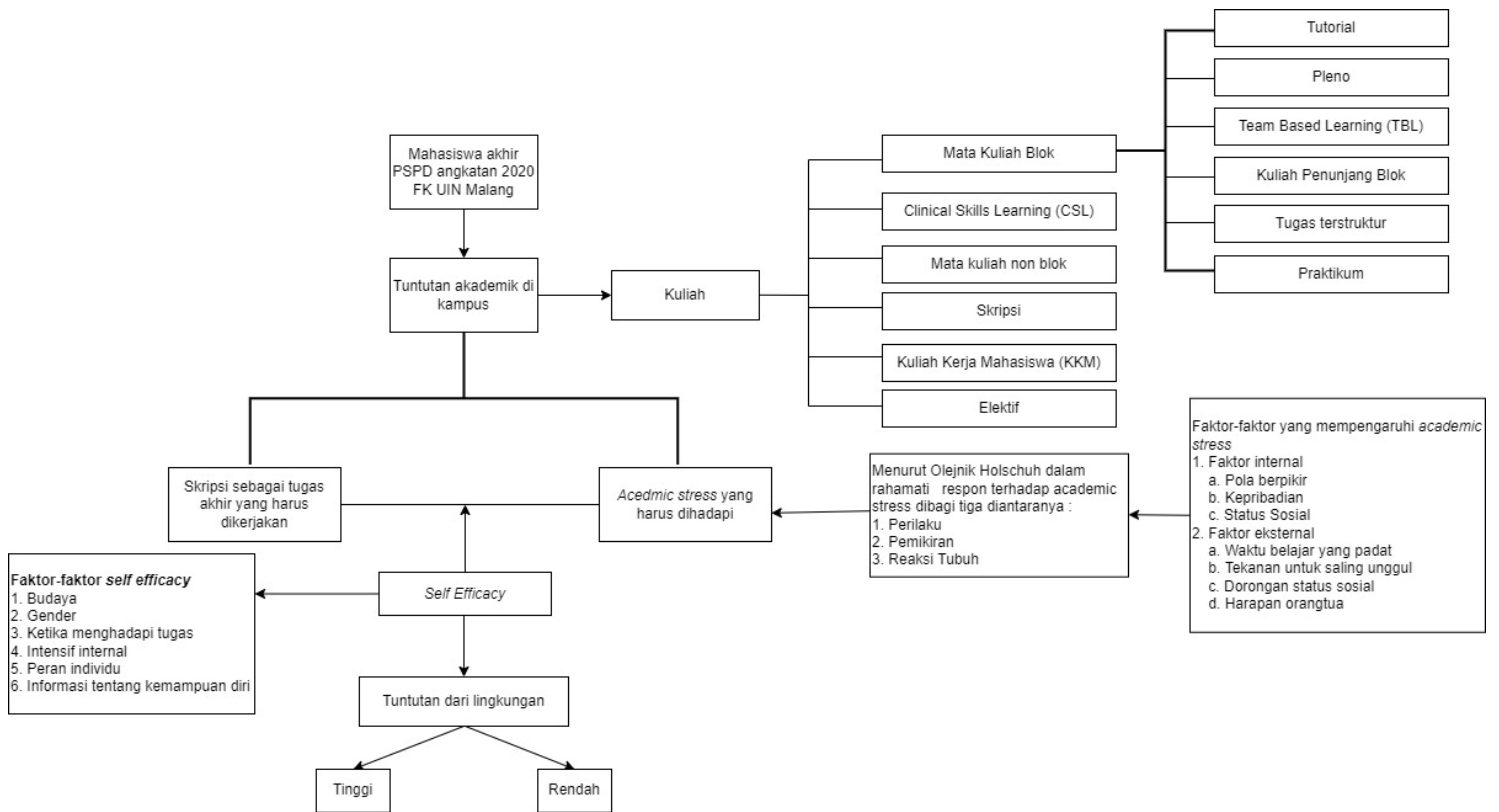 Tutorial
Pleno
Team Based Learning (TBL)
Kuliah Penunjang Blok
Tugas terstruktur
Praktikum
Mahasiswa akhir
PSPD angkatan 2020
FK UIN Malang
Tuntutan akademik di
kampus
Kuliah
Mata Kuliah Blok
Clinical Skills Learning (CSL)
Mata kuliah non blok
Skripsi
Kuliah Kerja Mahasiswa (KKM)
Elektif
Skripsi sebagai tugas
akhir yang harus
dikerjakan
Acedmic stress yang
harus dihadapi
Menurut Olejnik Holschuh dalam
rahamati respon terhadap academic
stress dibagi tiga diantaranya :
1. Perilaku
2. Pemikiran
3. Reaksi Tubuh
Faktor-faktor yang mempengaruhi academic
stress
1. Faktor internal
a. Pola berpikir
b. Kepribadian
c. Status Sosial
2. Faktor eksternal
a. Waktu belajar yang padat
b. Tekanan untuk saling unggul
c. Dorongan status sosial
d. Harapan orangtua
Faktor-faktor self efficacy
1. Budaya
2. Gender
3. Ketika menghadapi tugas
4. Intensif internal
5. Peran individu
6. Informasi tentang kemampuan diri
Self Efficacy
Tuntutan dari lingkungan
Tinggi
Rendah